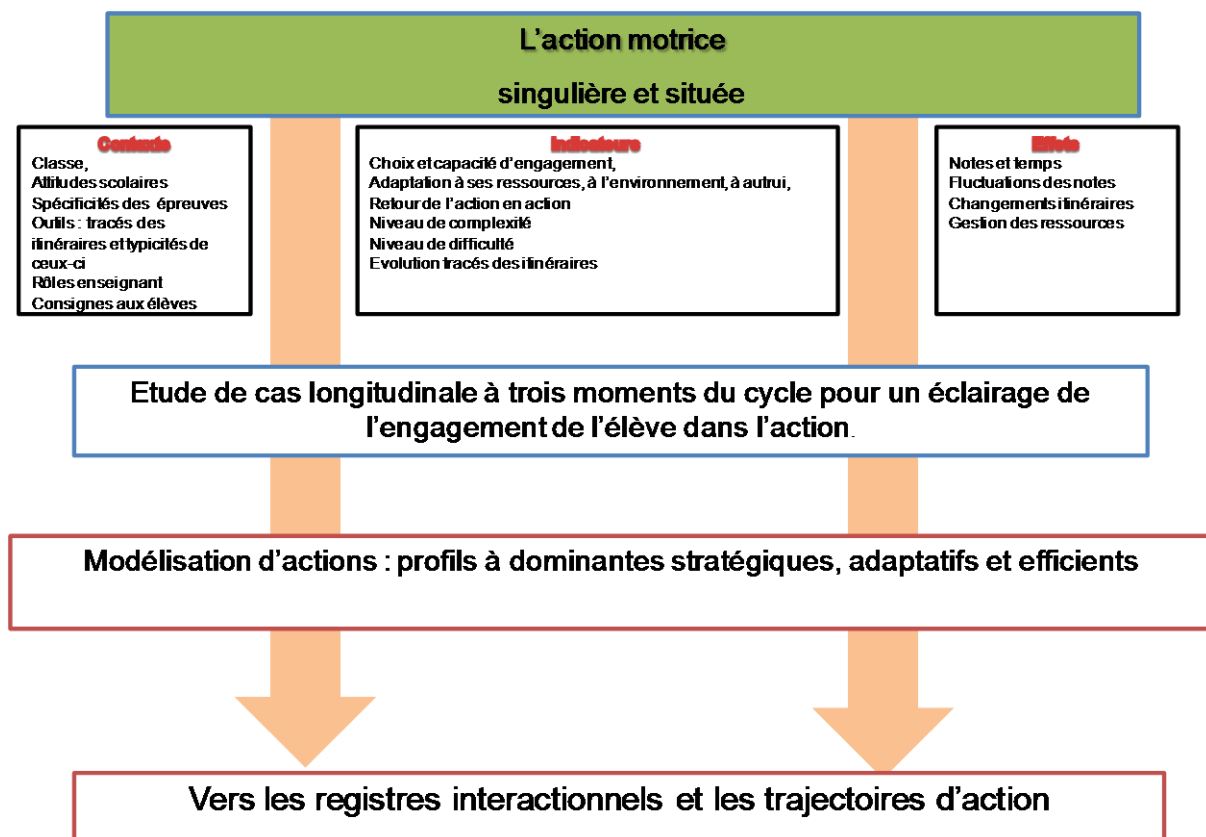 L'action motrice
singulière et située
Contexte
Classe,
Attitudes scolaires
Spécificités des épreuves
Outils : tracés des
itinéraires et typicités de
ceux-ci
Rôles enseignant
Consignes aux élèves
Indicateurs
Choix et capacité d'engagement,
Adaptation à ses ressources, à l'environnement, à autrui,
Retour de l'action en action
Niveau de complexité
Niveau de difficulté
Evolution tracés des itinéraires
Effets
Notes et temps
Fluctuations des notes
Changements itinéraires
Gestion des ressources
Etude de cas longitudinale à trois moments du cycle pour un éclairage de
l'engagement de l'élève dans l'action.
Modélisation d'actions : profils à dominantes stratégiques, adaptatifs et efficients
Vers les registres interactionnels et les trajectoires d'action